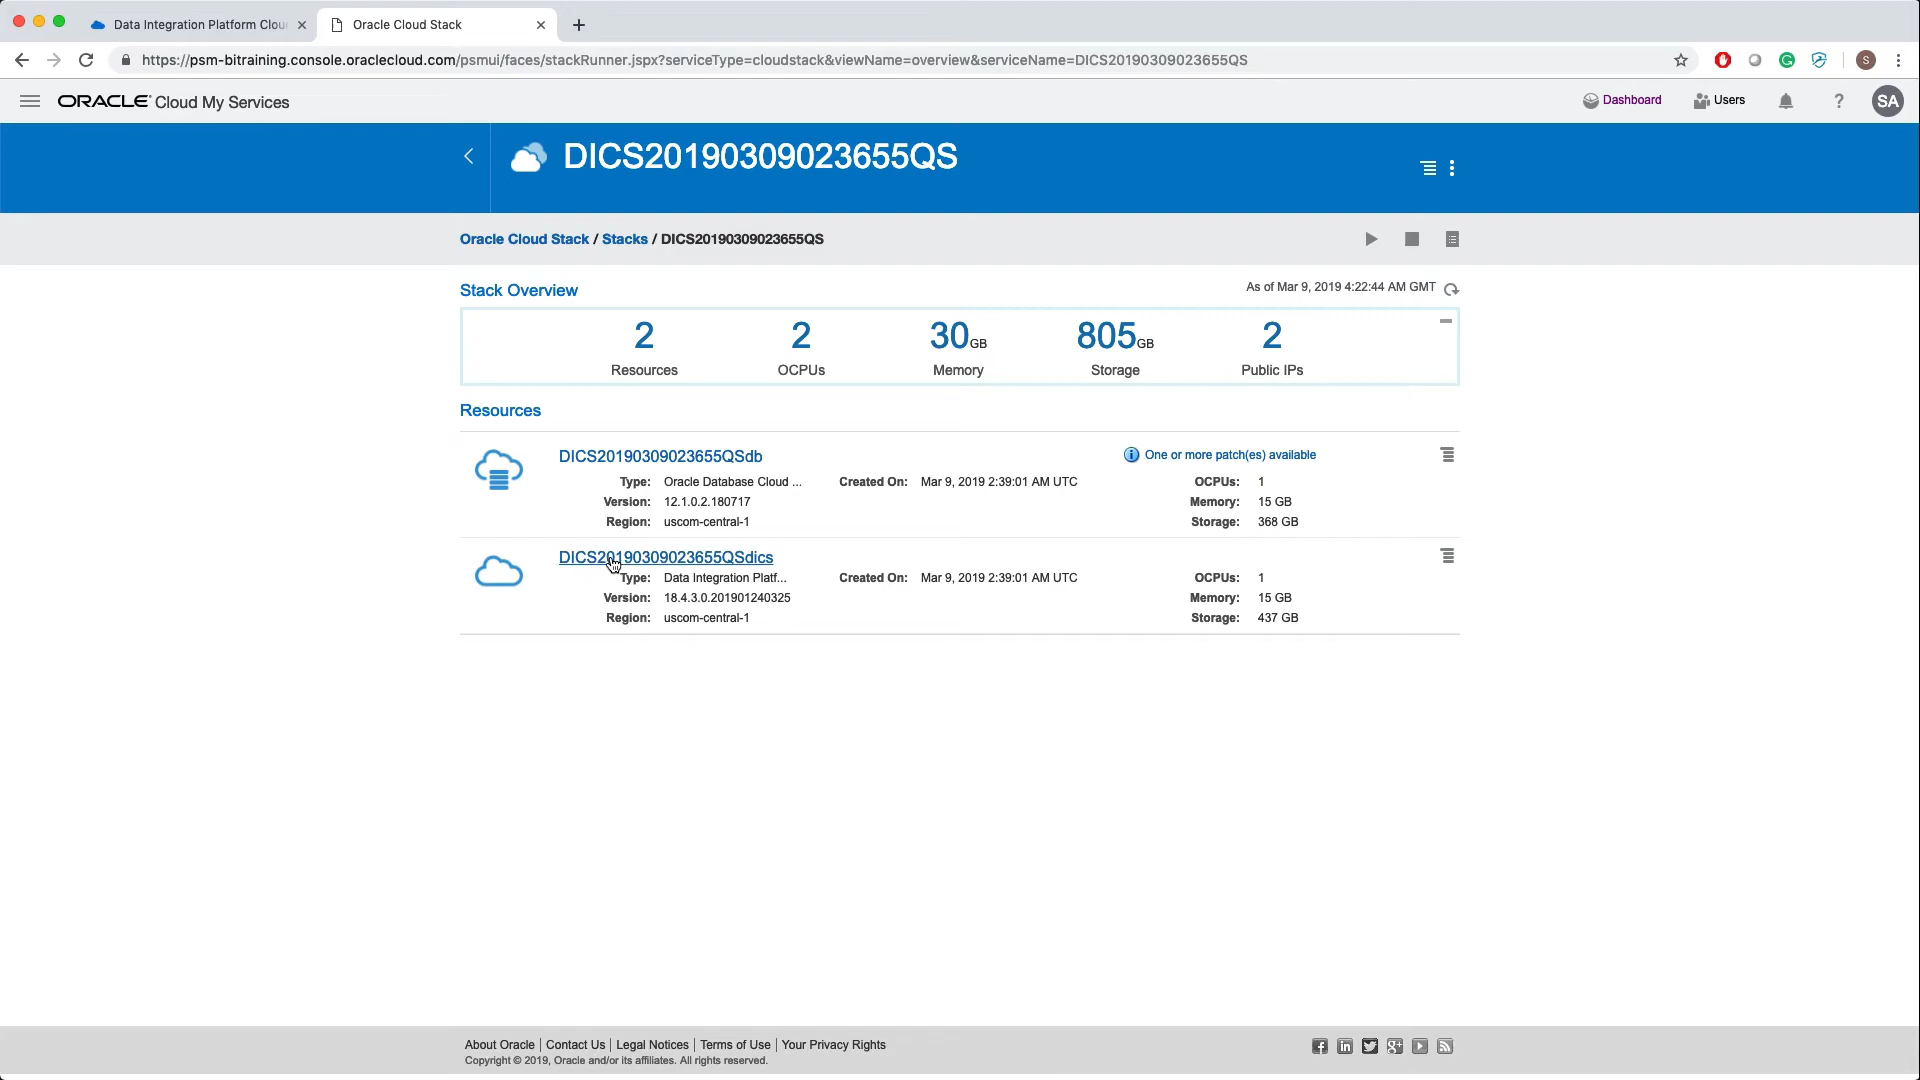 Data Integration Platform Clou
Oracle Cloud Stack
https://psm-bitraining.console.oraclecloud.com/psmui/faces/stackRunner.jspx?serviceType=cloudstack&viewName=overview&serviceName=DICS20190309023655QS
S
ORACLE Cloud My Services
Dashboard
Users
?
SA
DICS20190309023655QS
Oracle Cloud Stack / Stacks / DICS20190309023655QS
Stack Overview
As of Mar 9, 2019 4:22:44 AM GMT
2 2 30 GB 805 GB 2
Resources OCPUs Memory Storage Public IPs
Resources
DICS20190309023655QSdb
One or more patch(es) available
Type: Oracle Database Cloud ... Created On: Mar 9, 2019 2:39:01 AM UTC OCPUs: 1
Version: 12.1.0.2.180717 Memory: 15 GB
Region: uscom-central-1 Storage: 368 GB
DICS20190309023655QSdics
Type: Data Integration Platf... Created On: Mar 9, 2019 2:39:01 AM UTC OCPUs: 1
Version: 18.4.3.0.201901240325 Memory: 15 GB
Region: uscom-central-1 Storage: 437 GB
About Oracle | Contact Us | Legal Notices | Terms of Use | Your Privacy Rights
Copyright © 2019, Oracle and/or its affiliates. All rights reserved.